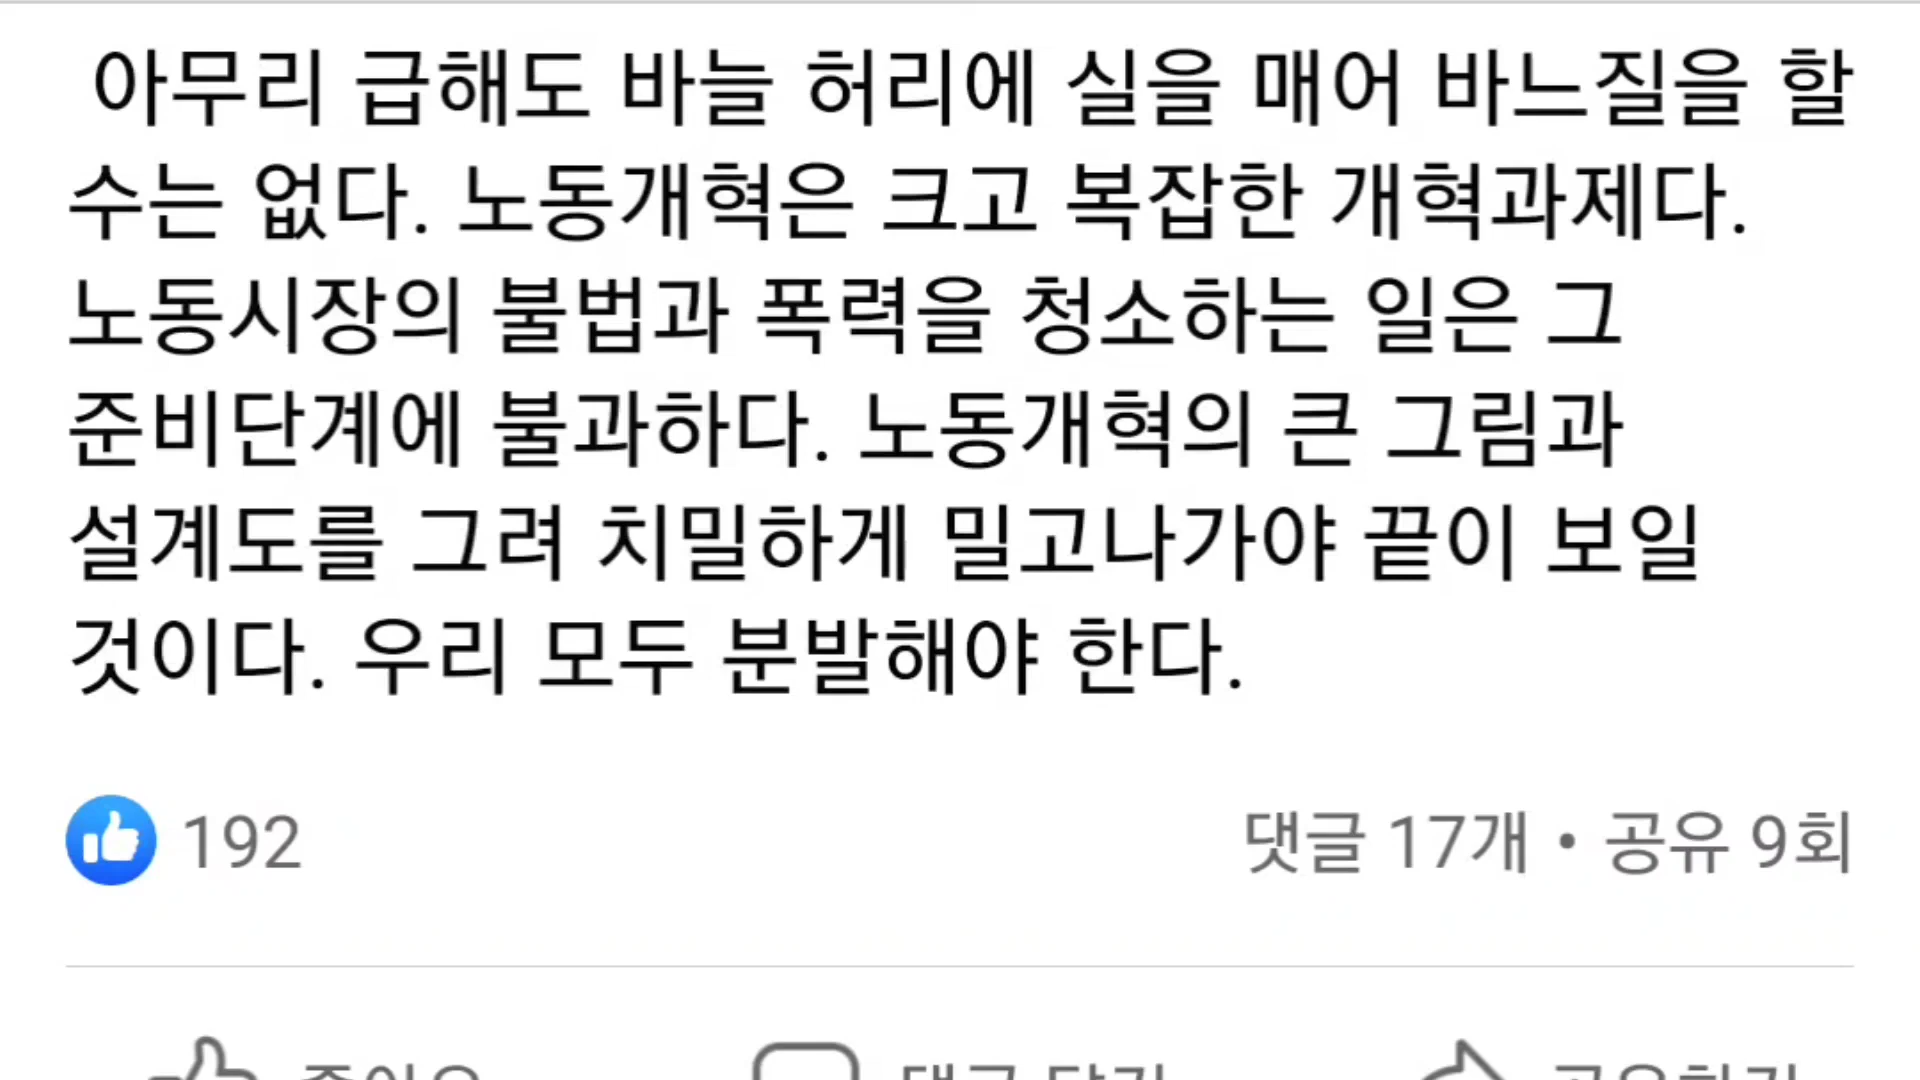 아무리 급해도 바늘 허리에 실을 매어 바느질을 할
수는 없다. 노동개혁은 크고 복잡한 개혁과제다.
노동시장의 불법과 폭력을 청소하는 일은 그
준비단계에 불과하다. 노동개혁의 큰 그림과
설계도를 그려 치밀하게 밀고나가야 끝이 보일
것이다. 우리 모두 분발해야 한다.
192 댓글 17개 • 공유 9회